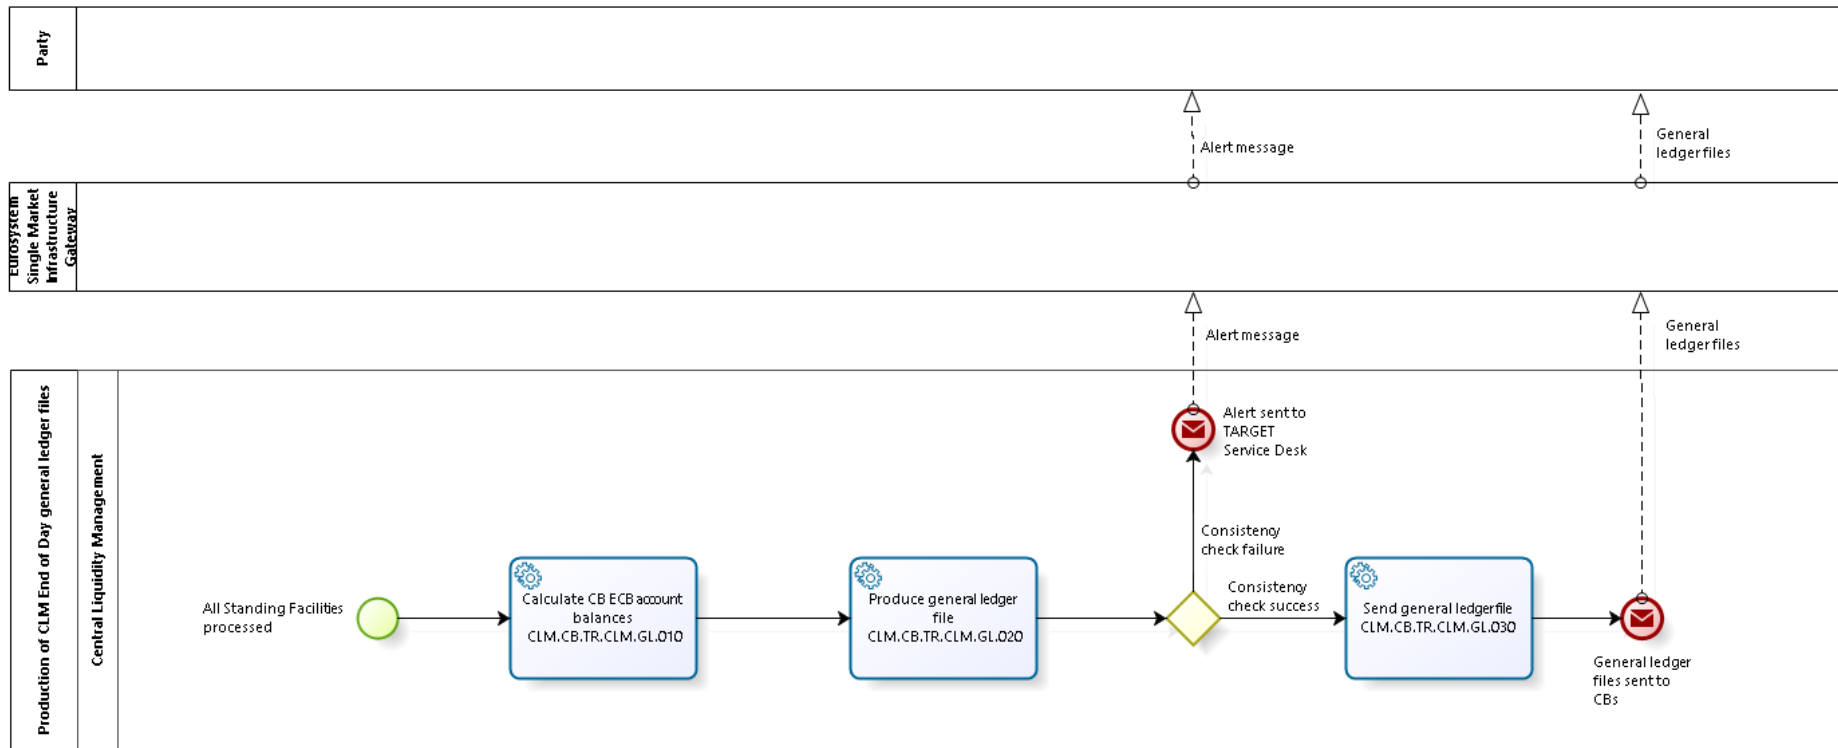 Party
Alert message
General
ledger files
Eurosystem
Single Market
Infrastructure
Gateway
Alert message
General
ledger files
Production of CLM End of Day general ledger files
Central Liquidity Management
Alert sent to
TARGET
Service Desk
Consistency
check failure
All Standing Facilities
processed
Calculate CB ECB account
balances
CLM.CB.TR.CLM.GL.010
Produce general ledger
file
CLM.CB.TR.CLM.GL.020
Consistency
check success
Send general ledger file
CLM.CB.TR.CLM.GL.030
General ledger
files sent to
CBs